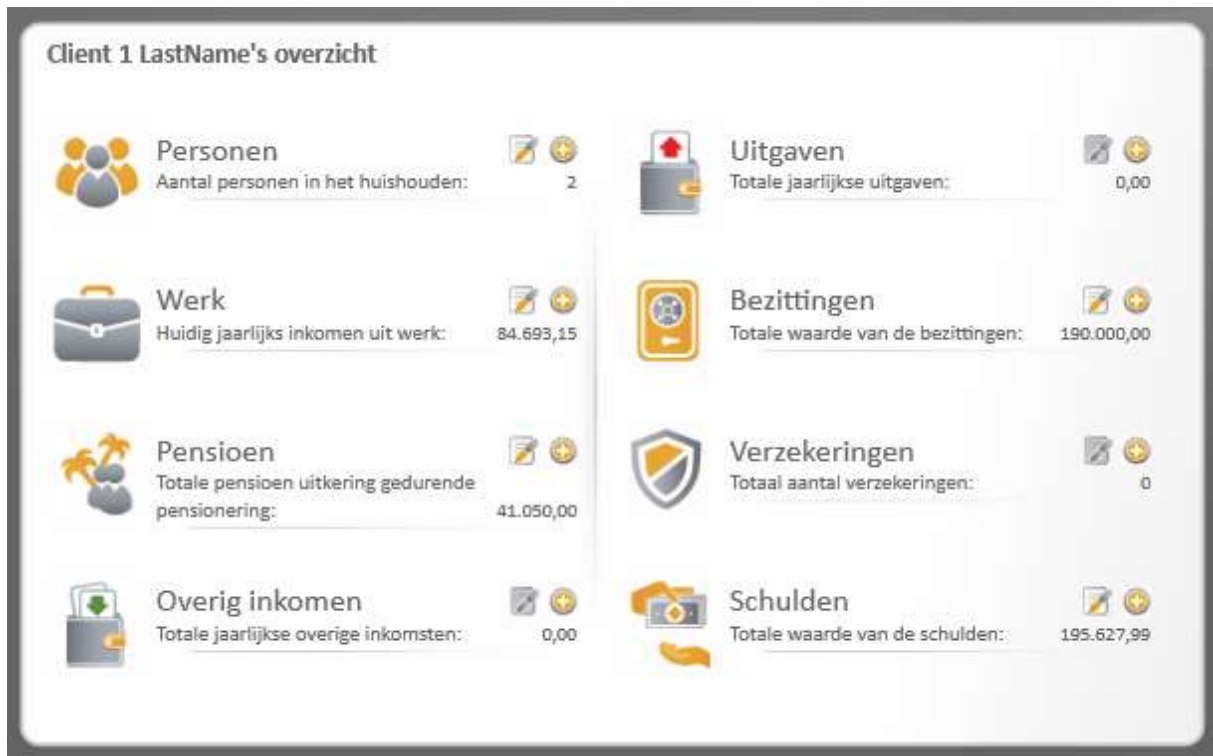 Client 1 LastName's overzicht
Personen
Aantal personen in het huishouden: 2
Werk
Huidig jaarlijks inkomen uit werk: 84.693,15
Pensioen
Totale pensioen uitkering gedurende
pensionering: 41.050,00
Overig inkomen
Totale jaarlijkse overige inkomsten: 0,00
Uitgaven
Totale jaarlijkse uitgaven: 0,00
Bezittingen
Totale waarde van de bezittingen: 190.000,00
Verzekeringen
Totaal aantal verzekeringen: 0
Schulden
Totale waarde van de schulden: 195.627,99